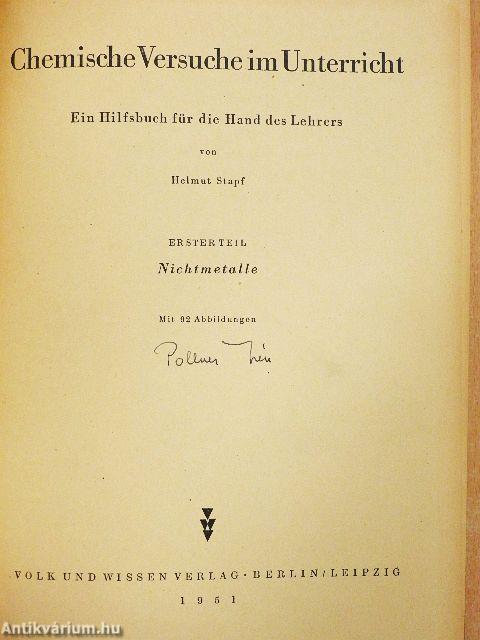 Chemische Versuche im Unterricht
Ein Hilfsbuch für die Hand des Lehrers
von
Helmut Stapf
ERSTER TEIL
Nichtmetalle
Mit 92 Abbildungen
Pollner
VOLK UND WISSEN VERLAG · BERLIN/LEIPZIG
1951
Antikvárium.hu